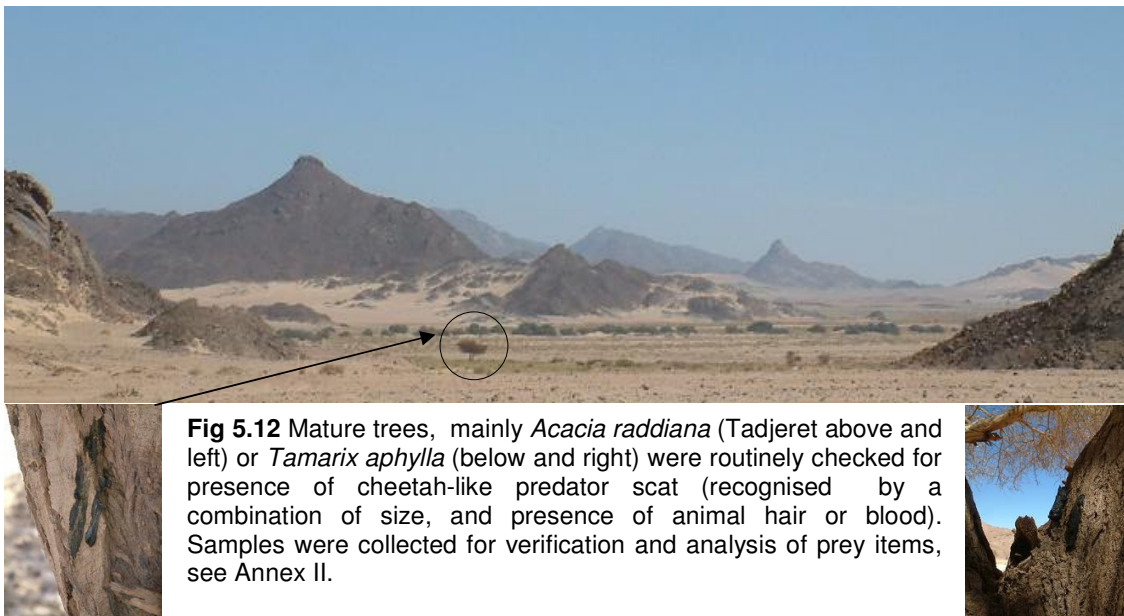 Fig 5.12 Mature trees, mainly Acacia raddiana (Tadjeret above and
left) or Tamarix aphylla (below and right) were routinely checked for
presence of cheetah-like predator scat (recognised by a
combination of size, and presence of animal hair or blood).
Samples were collected for verification and analysis of prey items,
see Annex II.